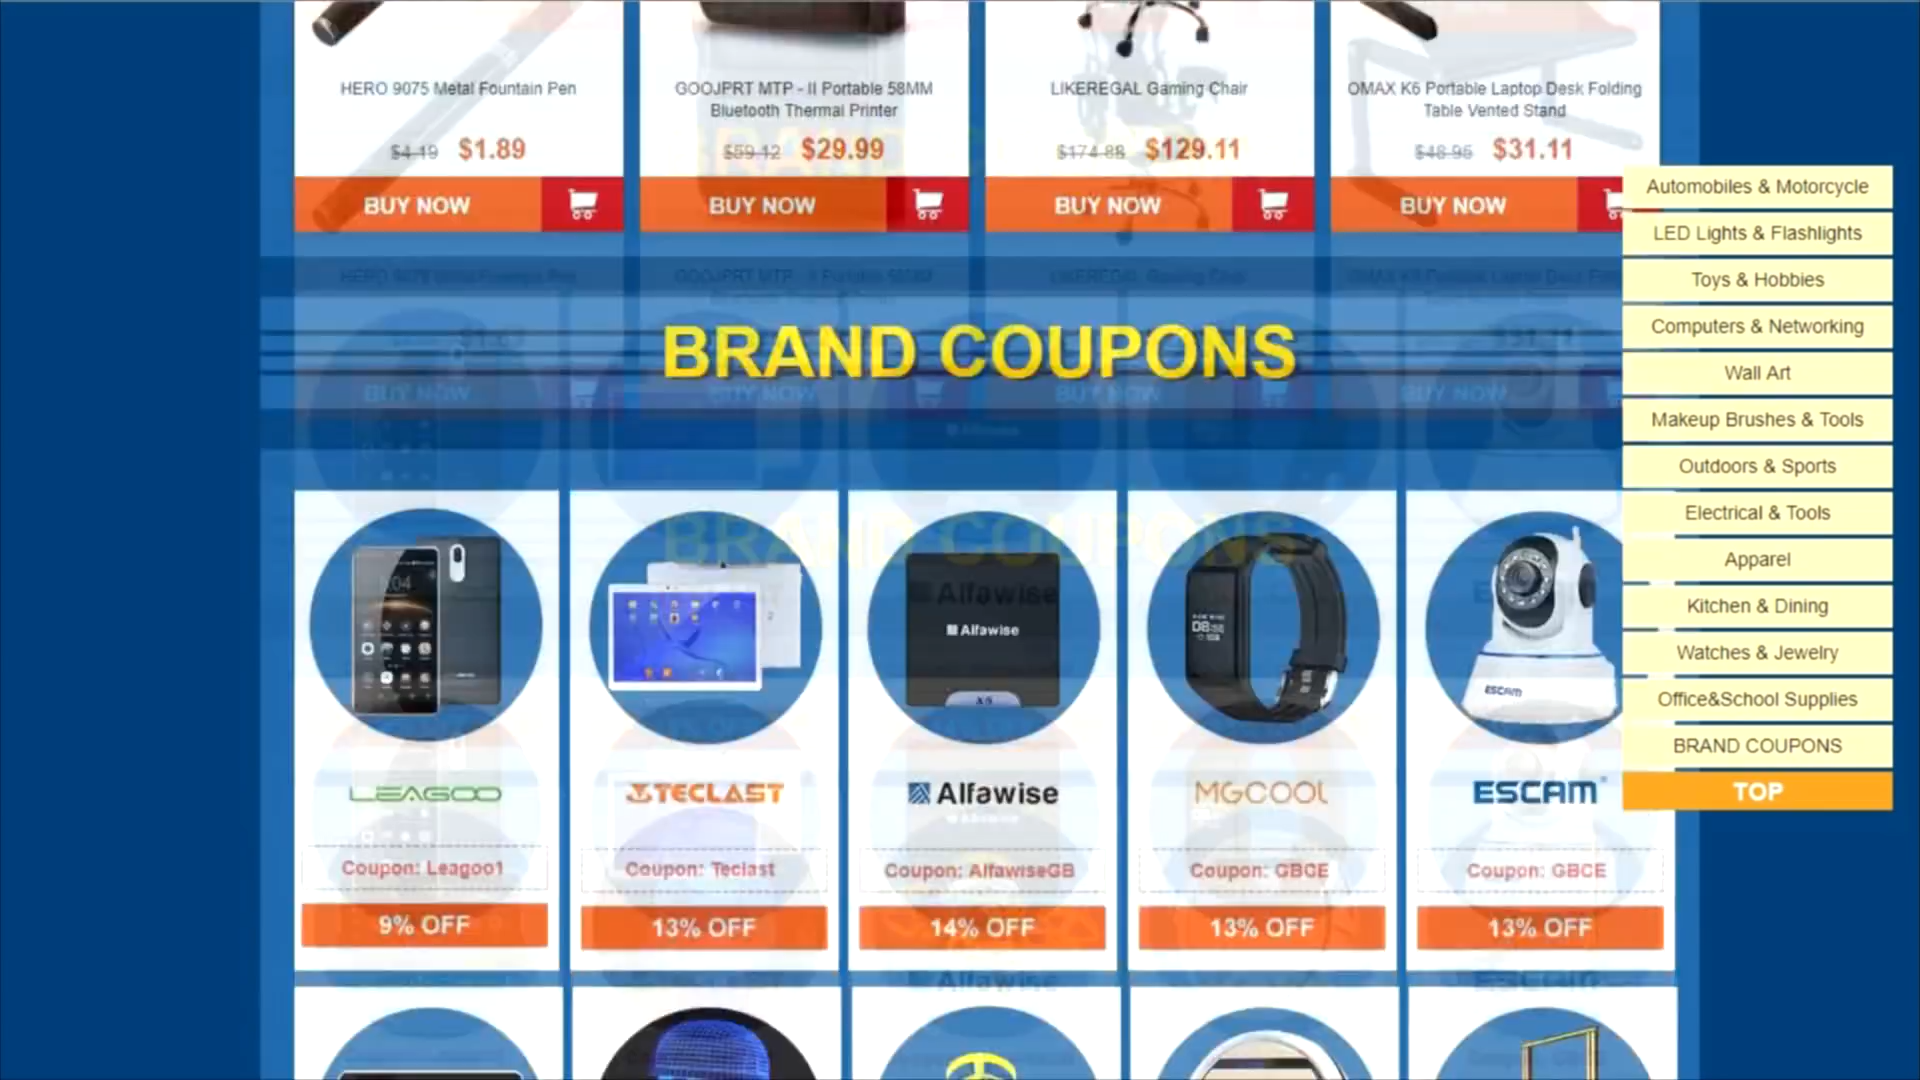 HERO 9075 Metal Fountain Pen
$4.19 $1.89
BUY NOW
GOOJPRT MTP - II Portable 58MM
Bluetooth Thermal Printer
$59.12 $29.99
BUY NOW
LIKEREGAL Gaming Chair
$174.88 $129.11
BUY NOW
OMAX K6 Portable Laptop Desk Folding
Table Vented Stand
$48.95 $31.11
BUY NOW
BRAND COUPONS
Alfawise
X5
ESCAM
LEAGOO
Coupon: Leagoo1
9% OFF
TECLAST
Coupon: Teclast
13% OFF
Alfawise
Coupon: AlfawiseGB
14% OFF
MGCOOL
Coupon: GBCE
13% OFF
ESCAM
Coupon: GBCE
13% OFF
Automobiles & Motorcycle
LED Lights & Flashlights
Toys & Hobbies
Computers & Networking
Wall Art
Makeup Brushes & Tools
Outdoors & Sports
Electrical & Tools
Apparel
Kitchen & Dining
Watches & Jewelry
Office&School Supplies
BRAND COUPONS
TOP